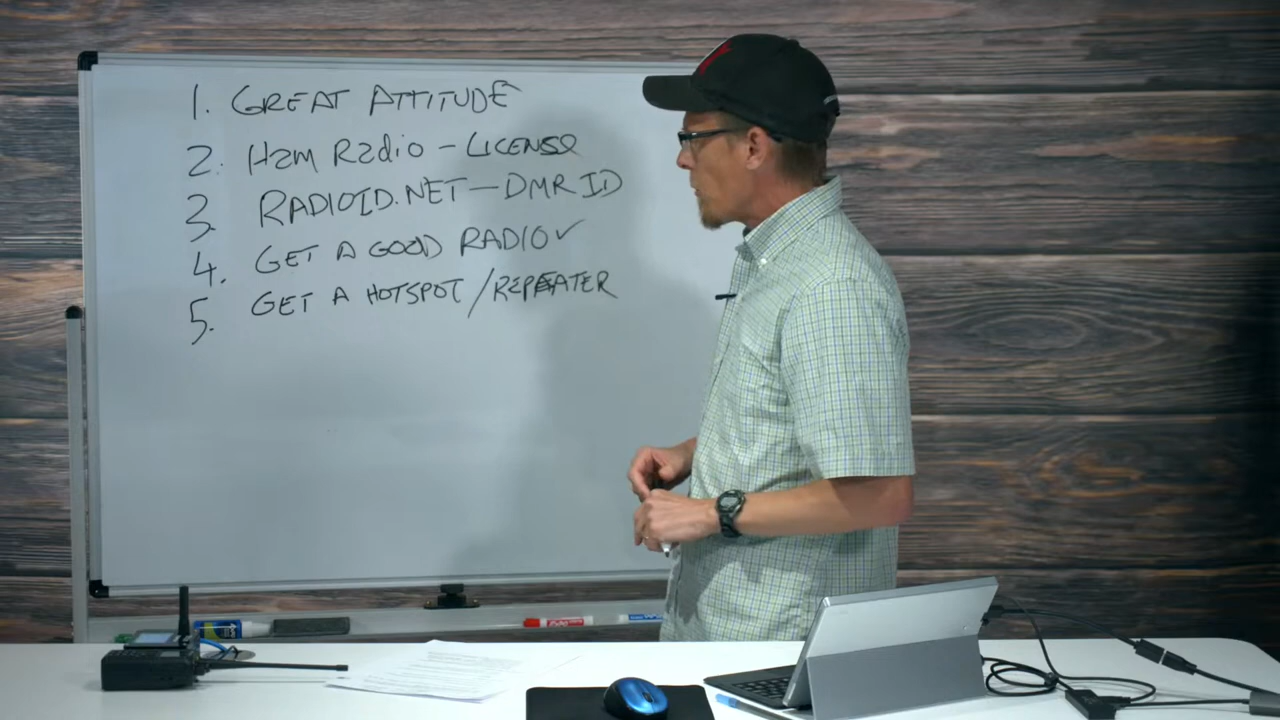 1. GREAT ATTITUDE
2. Ham Radio - LICENSE
3. RADIOID.NET - DMR ID
4. GET A GOOD RADIO ✓
5. GET A HOTSPOT / REPEATER